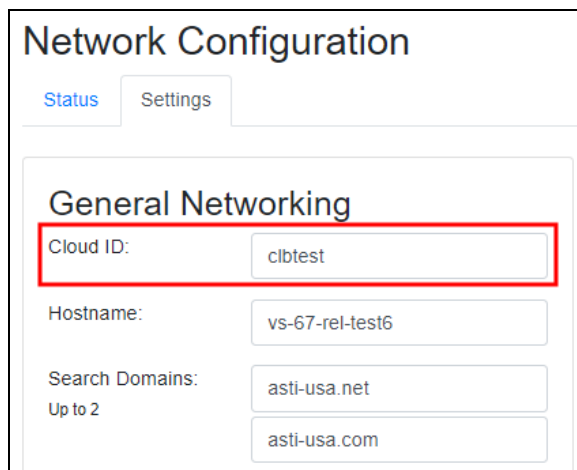 Network Configuration
Status Settings
General Networking
Cloud ID: clbtest
Hostname: vs-67-rel-test6
Search Domains: asti-usa.net
Up to 2
asti-usa.com